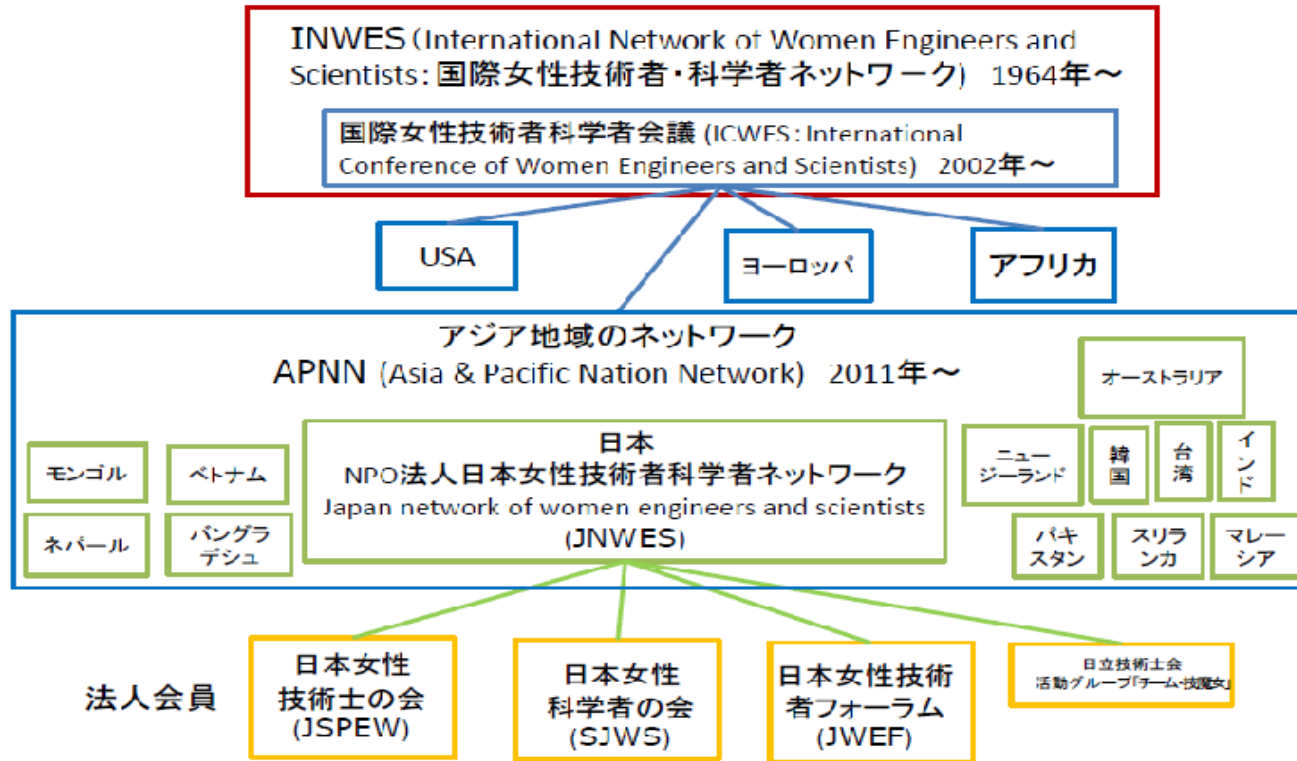 INWES (International Network of Women Engineers and
Scientists: 国際女性技術者・科学者ネットワーク) 1964年～
国際女性技術者科学者会議 (ICWES: International
Conference of Women Engineers and Scientists) 2002年～
USA
ヨーロッパ
アフリカ
アジア地域のネットワーク
APNN (Asia & Pacific Nation Network) 2011年～
モンゴル
ベトナム
ネパール
バングラ
デシュ
日本
NPO法人日本女性技術者科学者ネットワーク
Japan network of women engineers and scientists
(JNWES)
オーストラリア
ニュー
ジーランド
韓国
台湾
インド
パキ
スタン
スリラ
ンカ
マレー
シア
法人会員
日本女性
技術士の会
(JSPEW)
日本女性
科学者の会
(SJWS)
日本女性技術
者フォーラム
(JWEF)
日立技術士会
活動グループ「チーム・技魔女」